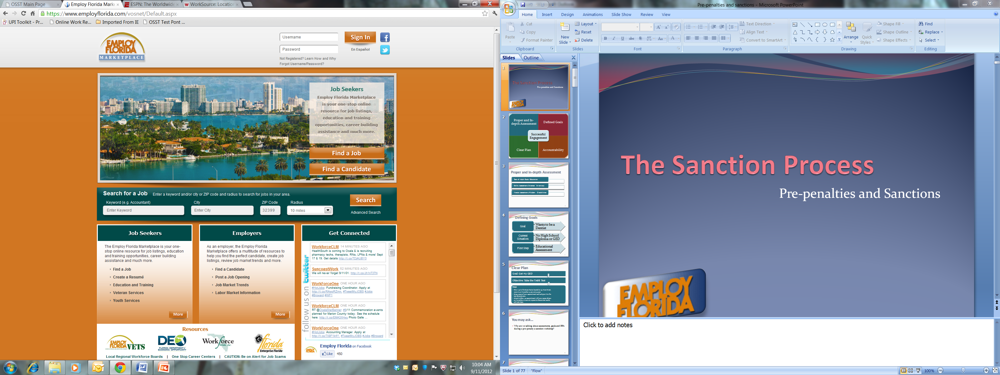 OSST Main Page
Employ Florida Mark
ESPN: The Worldwide
WorkSource: Location
https://www.employflorida.com/vosnet/Default.aspx
UPI Toolkit - Pr...
Online Work Re...
Imported From IE
OSST Test Pont ...
EMPLOY
FLORIDA
MARKETPLACE
Username
Password
Sign In
En Español
Not Registered? Learn How and Why
Forgot Username/Password?
Job Seekers
Employ Florida Marketplace
is your one-stop online
resource for job listings,
education and training
opportunities, career building
assistance and much more.
Find a Job
Find a Candidate
Search for a Job
Enter a keyword and/or city or ZIP code and radius to search for jobs in your area.
Keyword (e.g. Accountant)
City
ZIP Code
Radius
Enter Keyword
Enter City
32399
10 miles
Search
Advanced Search
Job Seekers
The Employ Florida Marketplace is your one-
stop online resource for job listings, education
and training opportunities, career building
assistance and much more.
Find a Job
Create a Resumé
Education and Training
Veteran Services
Youth Services
More
Employers
As an employer, the Employ Florida
Marketplace offers a multitude of resources to
help you find the perfect candidate, create job
listings, review job market trends and more.
Find a Candidate
Post a Job Opening
Job Market Trends
Labor Market Information
More
Get Connected
follow us on twitter
WorkforceCLM 14 MINUTES AGO
HealthSouth is coming to Ocala & is recruiting
pharmacy techs, therapists, RNs, LPNs & more! Sept
17 & 19. Get details http://t.co/TDjAUBY0
SuncoastWork 52 MINUTES AGO
We will never forget 9/11/01. http://t.co/Jh1nT3TN
WorkForceOne ONE HOUR AGO
#HotJobs: Fundraising Coordinator. Apply at
http://t.co/RAwoRZmn. #TweetMyJOBS #Jobs
#Broward #WF1
WorkforceCLM ONE HOUR AGO
RT @OcalaStarBanner: #9/11 Commemoration events
planned for Marion County today. See the schedule
here: http://t.co/EMA3XHwu Photo Galle ...
WorkForceOne ONE HOUR AGO
#HotJobs: Accounting Manager. Apply at
http://t.co/7X8F1k4Y. #TweetMyJOBS #Jobs #Broward
Employ Florida on Facebook
Like 450
Resources
EMPLOY
FLORIDA VETS
DEO
FLORIDA DEPARTMENT of
ECONOMIC OPPORTUNITY
Workforce
florida, inc.
eflorida
Enterprise Florida
Local Regional Workforce Boards | One Stop Career Centers | CAUTION: Be on Alert for Job Scams
10:04 AM
9/11/2012
Pre-penalties and sanctions - Microsoft PowerPoint
Home
Insert
Design
Animations
Slide Show
Review
View
Paste
Cut
Copy
Format Painter
Clipboard
New
Slide
Layout
Reset
Delete
Slides
Font
Text Direction
Align Text
Convert to SmartArt
Paragraph
Arrange
Quick
Styles
Shape Fill
Shape Outline
Shape Effects
Drawing
Find
Replace
Select
Editing
Slides
Outline
1
The Sanction Process
Pre-penalties and Sanctions
EMPLOY
FLORIDA
2
Proper and In-
depth Assessment
Defined Goals
Successful
Engagement
Clear Plan
Accountability
3
Proper and In-depth Assessment
Test of Adult Basic Education
Skills Assessment/Interest Inventory
Needs Assessment/Hidden Disabilities
4
Defining Goals
Goal
Wants to be a
Dentist
Current
Situation
No High School
Diploma or GED
First Step
Educational
Assessment
5
Clear Plan
Goal: Get my GED
Objective: Take the TABE Test
Steps
6
You may ask...
Why are we talking about assessments, goals and IRPs
during a pre-penalty & sanction workshop?
7
The Sanction Process
Pre-penalties and Sanctions
EMPLOY
FLORIDA
Click to add notes
Slide 1 of 77
"Flow"
100%